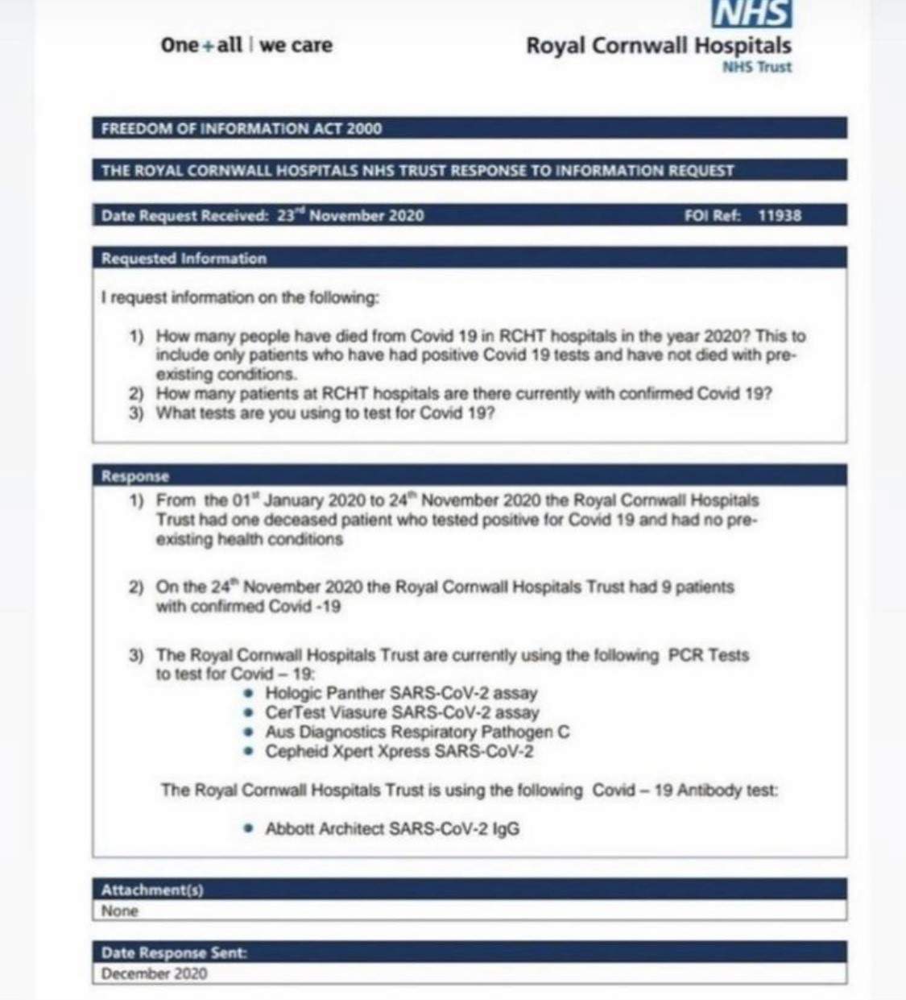 NHS
One+all | we care
Royal Cornwall Hospitals
NHS Trust
FREEDOM OF INFORMATION ACT 2000
THE ROYAL CORNWALL HOSPITALS NHS TRUST RESPONSE TO INFORMATION REQUEST
Date Request Received: 23rd November 2020 FOI Ref: 11938
Requested Information
I request information on the following:
1) How many people have died from Covid 19 in RCHT hospitals in the year 2020? This to
include only patients who have had positive Covid 19 tests and have not died with pre-
existing conditions.
2) How many patients at RCHT hospitals are there currently with confirmed Covid 19?
3) What tests are you using to test for Covid 19?
Response
1) From the 01st January 2020 to 24th November 2020 the Royal Cornwall Hospitals
Trust had one deceased patient who tested positive for Covid 19 and had no pre-
existing health conditions
2) On the 24th November 2020 the Royal Cornwall Hospitals Trust had 9 patients
with confirmed Covid -19
3) The Royal Cornwall Hospitals Trust are currently using the following PCR Tests
to test for Covid – 19:
• Hologic Panther SARS-CoV-2 assay
• CerTest Viasure SARS-CoV-2 assay
• Aus Diagnostics Respiratory Pathogen C
• Cepheid Xpert Xpress SARS-CoV-2
The Royal Cornwall Hospitals Trust is using the following Covid – 19 Antibody test:
• Abbott Architect SARS-CoV-2 IgG
Attachment(s)
None
Date Response Sent:
December 2020